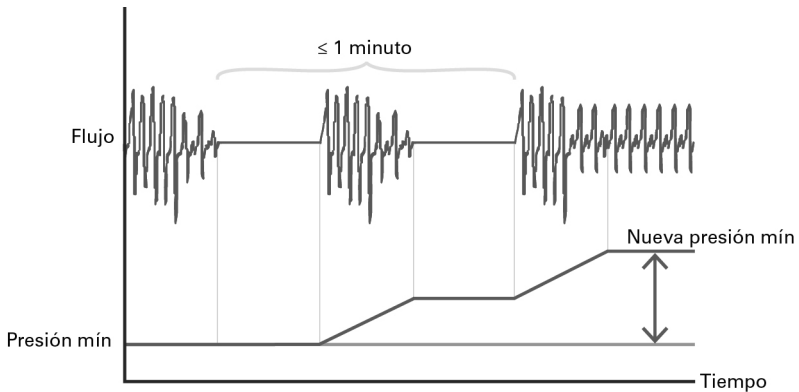 ≤ 1 minuto
Flujo
Nueva presión mín
Presión mín
Tiempo